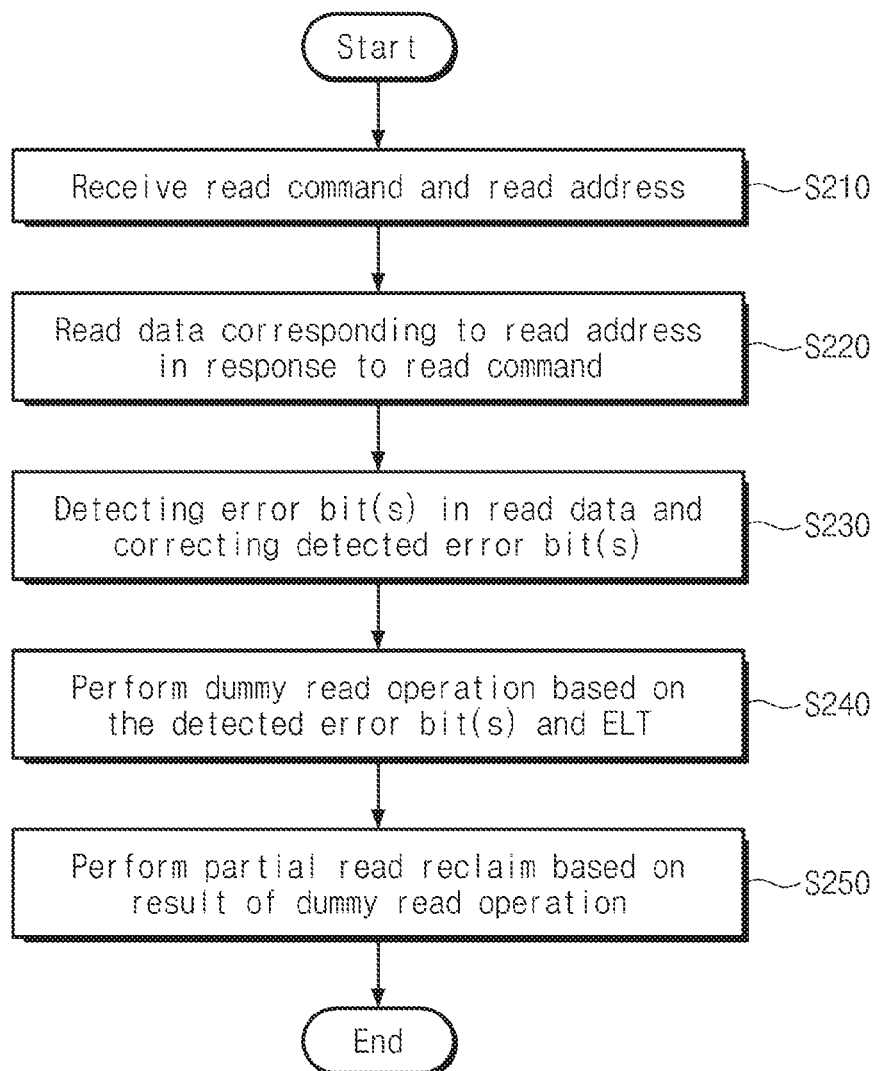 Start
Receive read command and read address
S210
Read data corresponding to read address
in response to read command
S220
Detecting error bit(s) in read data and
correcting detected error bit(s)
S230
Perform dummy read operation based on
the detected error bit(s) and ELT
S240
Perform partial read reclaim based on
result of dummy read operation
S250
End